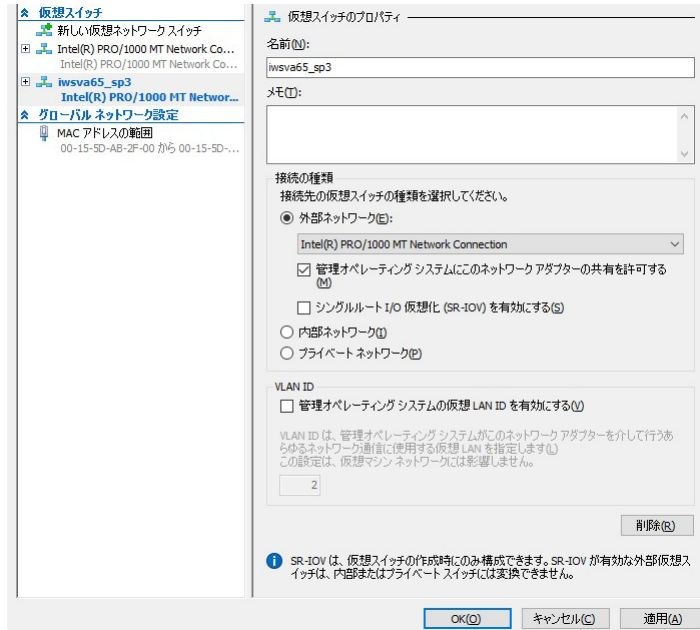 仮想スイッチ
新しい仮想ネットワーク スイッチ
Intel(R) PRO/1000 MT Network Co...
Intel(R) PRO/1000 MT Network Co...
iwsva65_sp3
Intel(R) PRO/1000 MT Networ...
グローバル ネットワーク設定
MAC アドレスの範囲
00-15-5D-AB-2F-00 から 00-15-5D-...
仮想スイッチのプロパティ
名前(N):
iwsva65_sp3
メモ(T):
接続の種類
接続先の仮想スイッチの種類を選択してください。
外部ネットワーク(E):
Intel(R) PRO/1000 MT Network Connection
管理オペレーティング システムにこのネットワーク アダプターの共有を許可する
(M)
シングルルート I/O 仮想化 (SR-IOV) を有効にする(S)
内部ネットワーク(I)
プライベート ネットワーク(P)
VLAN ID
管理オペレーティング システムの仮想 LAN ID を有効にする(V)
VLAN ID は、管理オペレーティング システムがこのネットワーク アダプターを介して行うあ
らゆるネットワーク通信に使用する仮想 LAN を指定します(L)
この設定は、仮想マシン ネットワークには影響しません。
2
削除(R)
SR-IOV は、仮想スイッチの作成時にのみ構成できます。SR-IOV が有効な外部仮想ス
イッチは、内部またはプライベート スイッチには変換できません。
OK(O)
キャンセル(C)
適用(A)